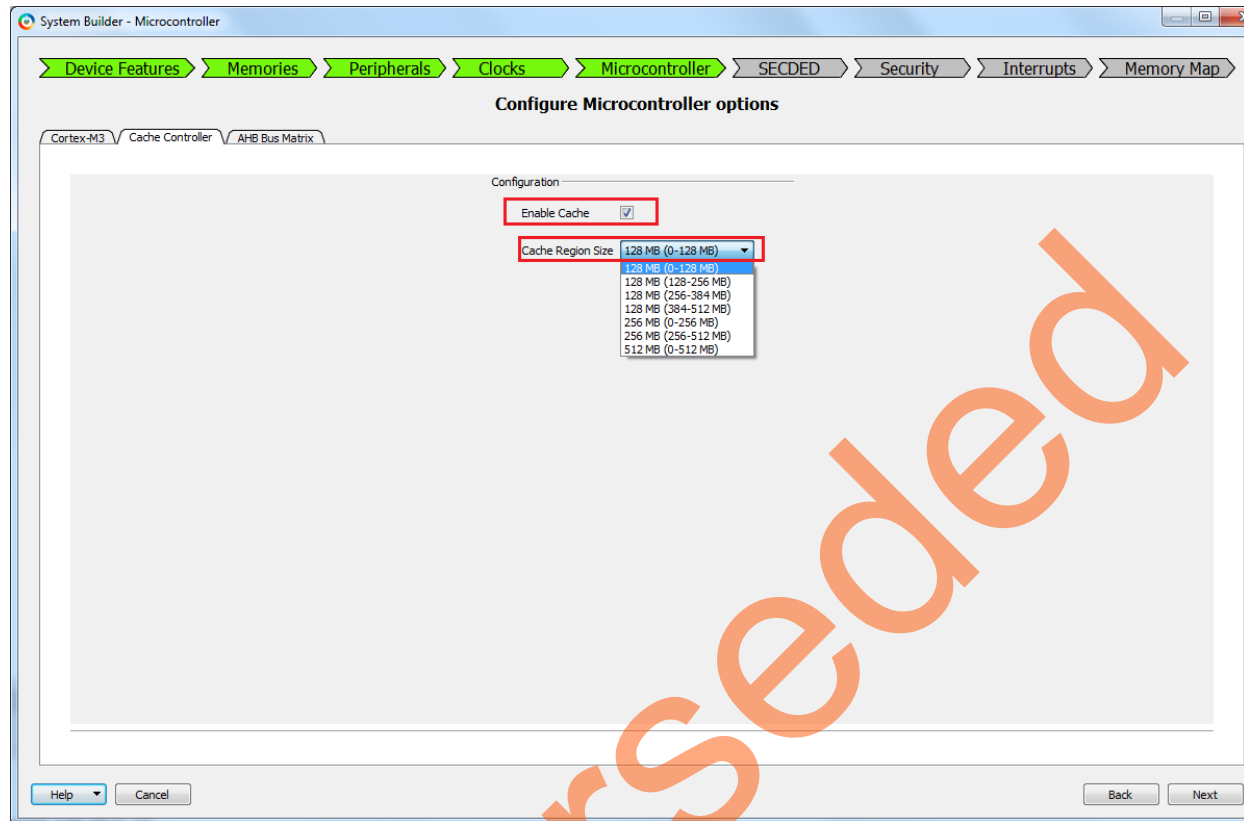 System Builder - Microcontroller
Device Features Memories Peripherals Clocks Microcontroller SECDED Security Interrupts Memory Map
Configure Microcontroller options
Cortex-M3 Cache Controller AHB Bus Matrix
Configuration
Enable Cache
Cache Region Size 128 MB (0-128 MB)
128 MB (0-128 MB)
128 MB (128-256 MB)
128 MB (256-384 MB)
128 MB (384-512 MB)
256 MB (0-256 MB)
256 MB (256-512 MB)
512 MB (0-512 MB)
rseded
Help Cancel Back Next